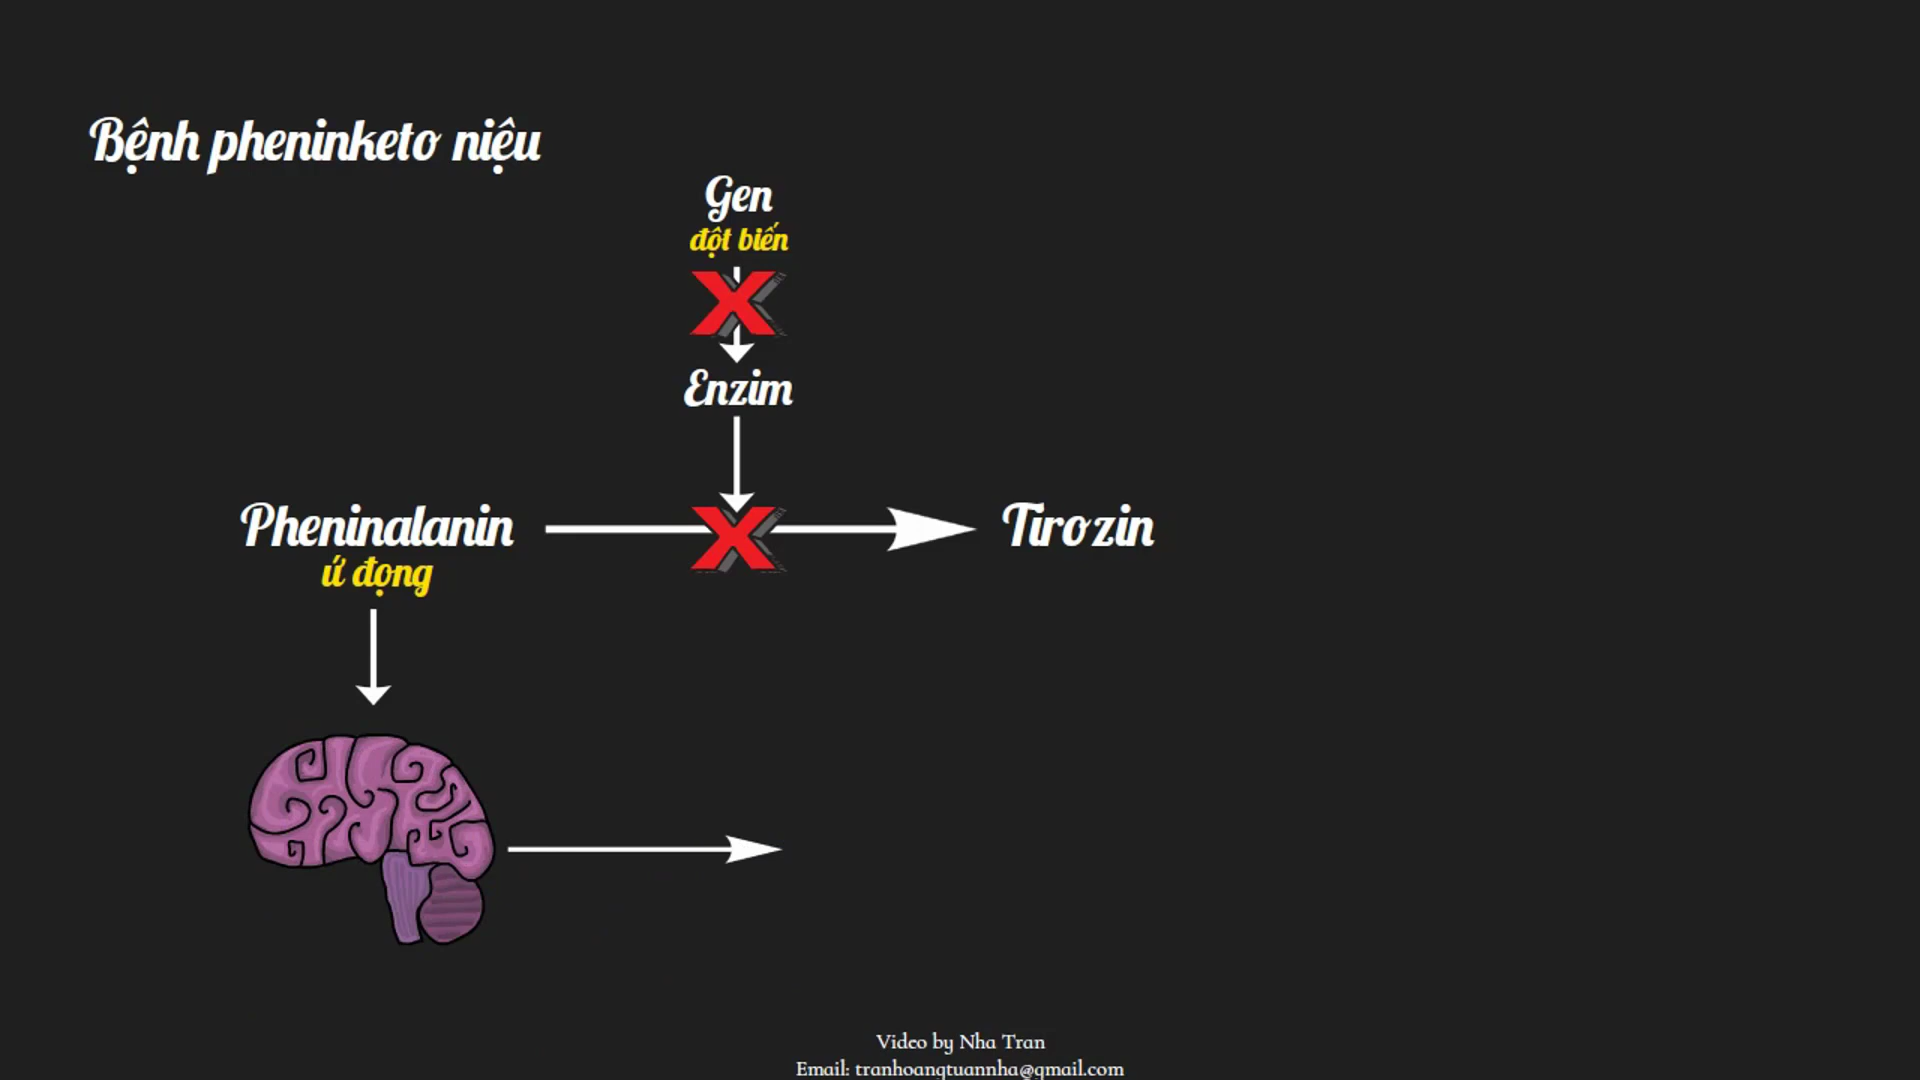 Bệnh pheninketo niệu
Gen
đột biến
Enzim
Pheninalanin
Tirozin
ứ đọng
Video by Nha Tran
Email: tranhoangtuannha@gmail.com